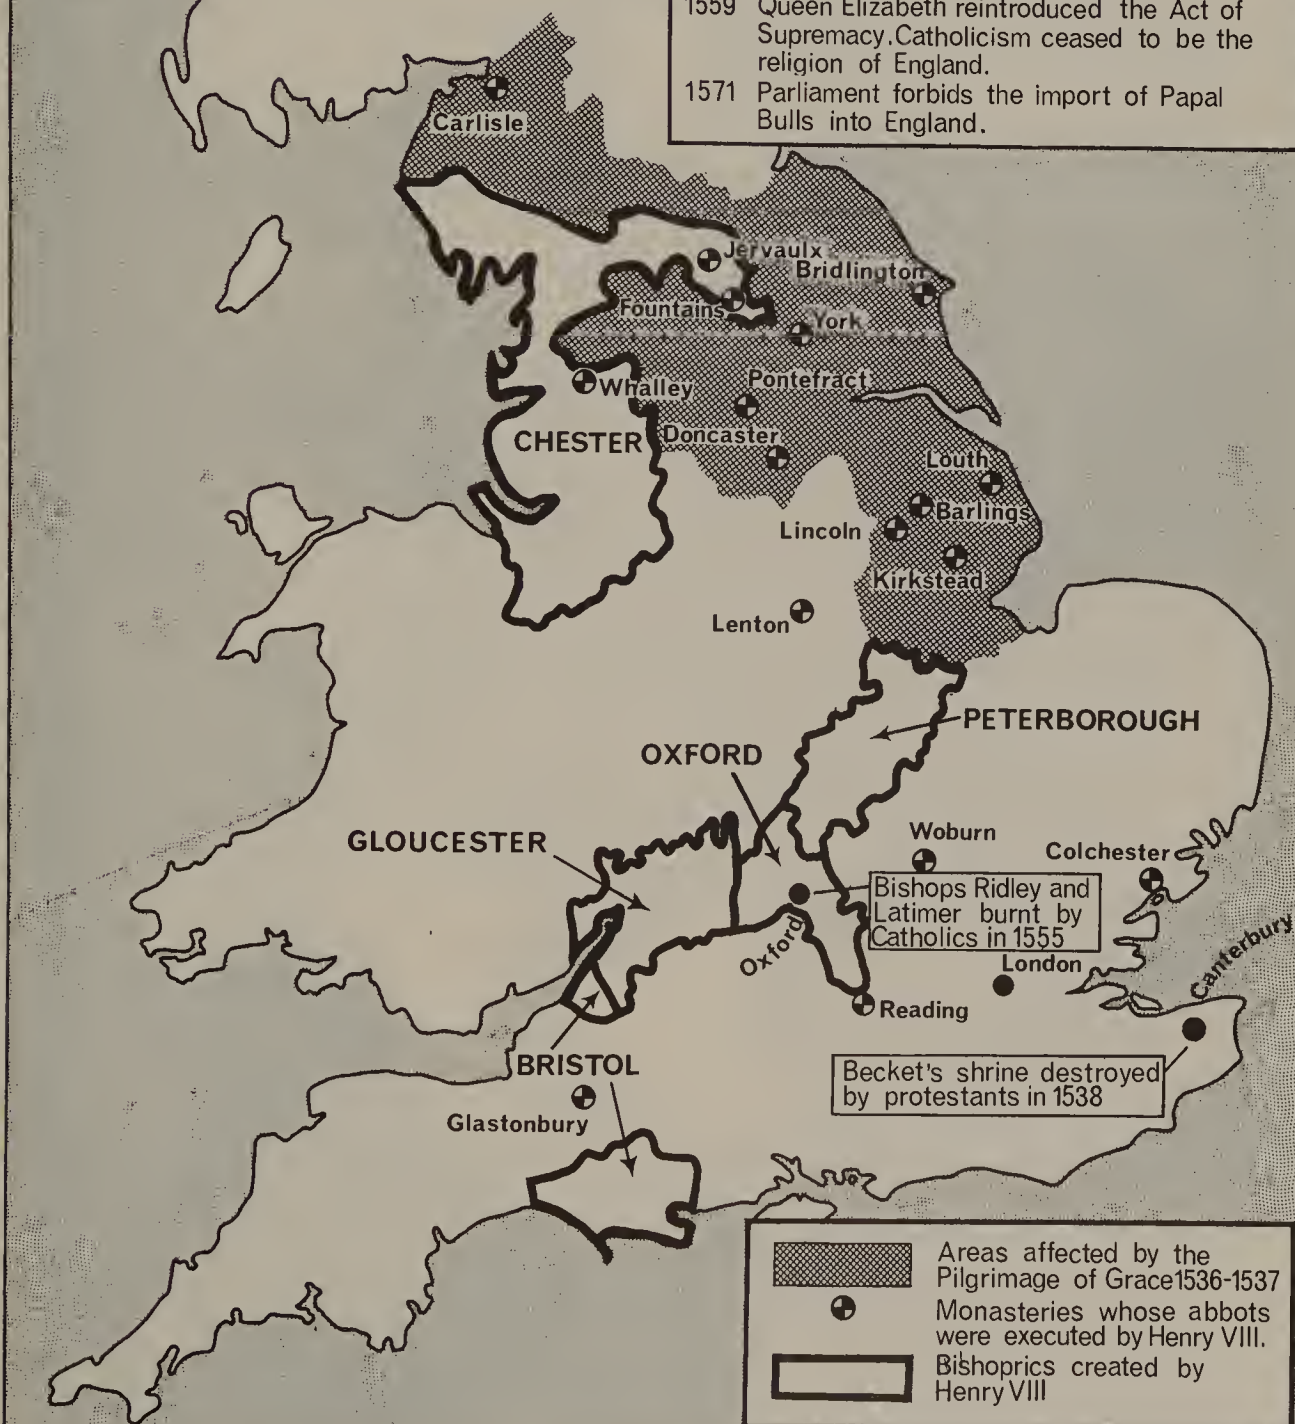 1559 Queen Elizabeth reintroduced the Act of
Supremacy.Catholicism ceased to be the
religion of England.
1571 Parliament forbids the import of Papal
Bulls into England.
Carlisle
Jervaulx
Bridlington
Fountains
York
Whalley
Pontefract
CHESTER
Doncaster
Louth
Barlings
Lincoln
Kirkstead
Lenton
PETERBOROUGH
OXFORD
GLOUCESTER
Woburn
Colchester
Bishops Ridley and
Latimer burnt by
Catholics in 1555
Oxford
London
Canterbury
Reading
BRISTOL
Becket's shrine destroyed
by protestants in 1538
Glastonbury
Areas affected by the
Pilgrimage of Grace1536-1537
Monasteries whose abbots
were executed by Henry VIII.
Bishoprics created by
Henry VIII